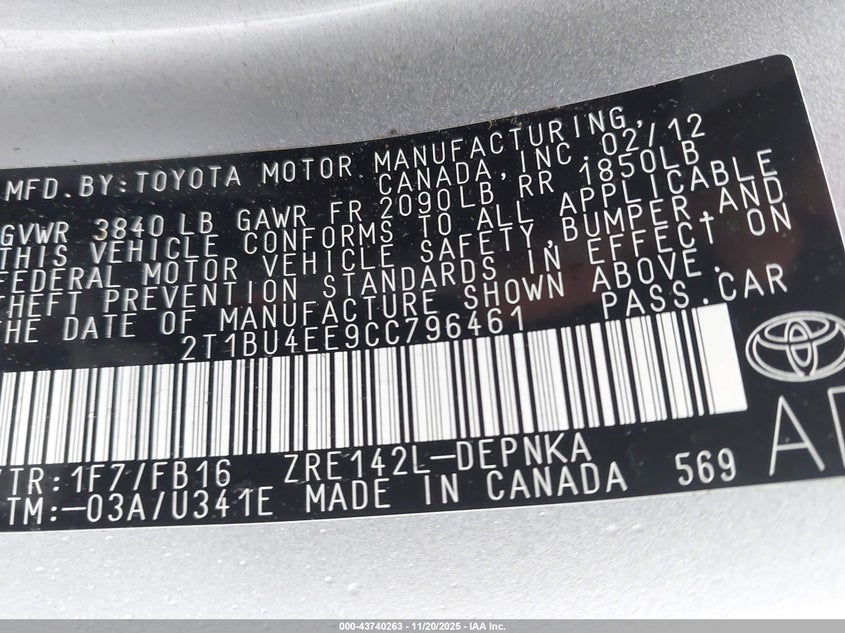 MFD. BY: TOYOTA MOTOR MANUFACTURING,
CANADA, INC. 02/12
GVWR 3840 LB GAWR FR 2090LB RR 1850LB
THIS VEHICLE CONFORMS TO ALL APPLICABLE
FEDERAL MOTOR VEHICLE SAFETY, BUMPER AND
THEFT PREVENTION STANDARDS IN EFFECT ON
THE DATE OF MANUFACTURE SHOWN ABOVE.
2T1BU4EE9CC796461 PASS.CAR
/TR:1F7/FB16 ZRE142L-DEPNKA
TM:-03A/U341E MADE IN CANADA 569
000-43740263 - 11/20/2025 - IAA Inc.